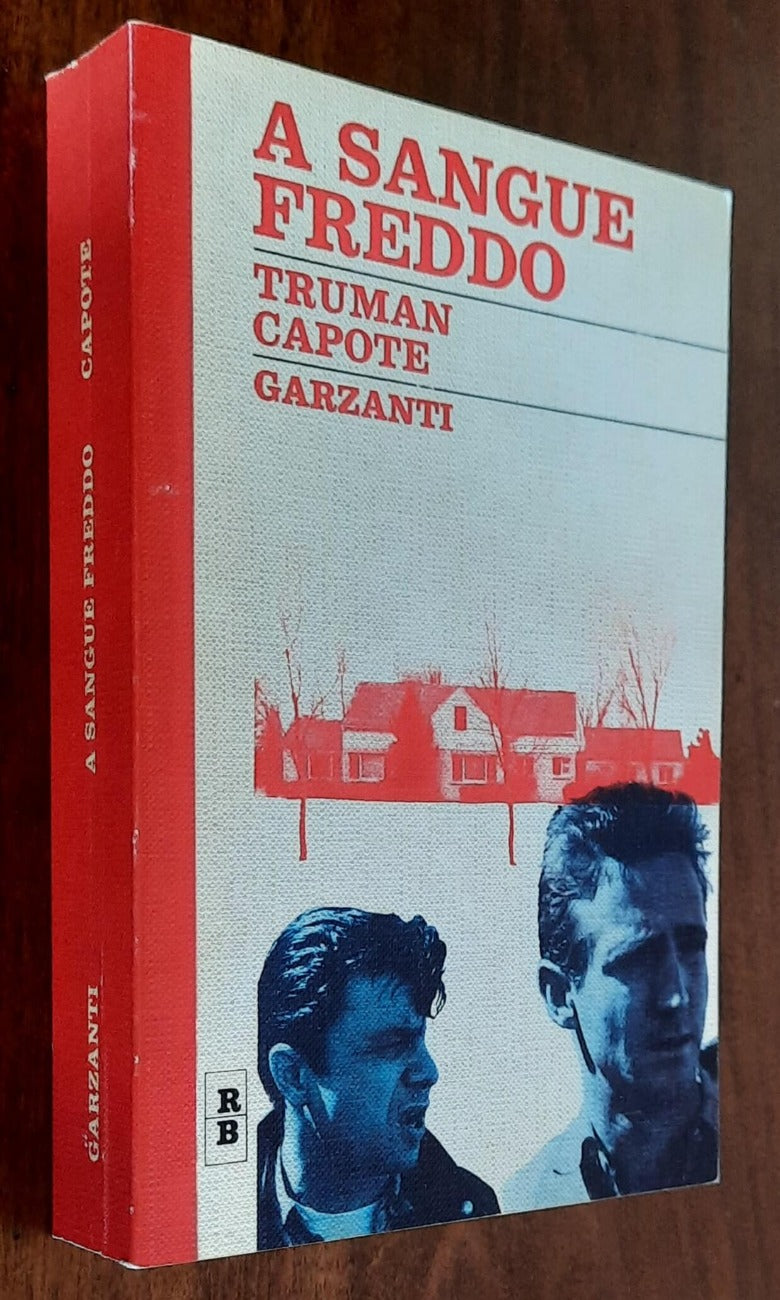 A SANGUE
FREDDO
TRUMAN
CAPOTE
GARZANTI
R
B
GARZANTI A SANGUE FREDDO CAPOTE